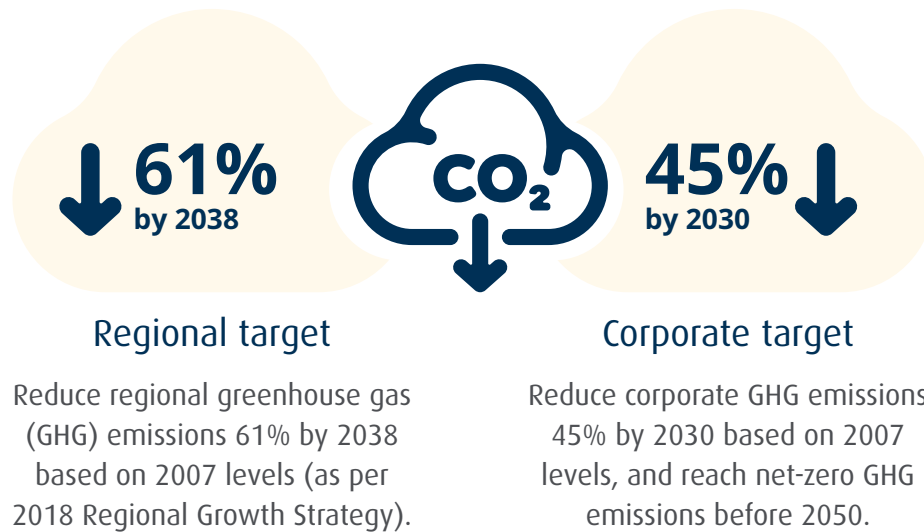 61%
by 2038
CO₂
45%
by 2030
Regional target
Reduce regional greenhouse gas
(GHG) emissions 61% by 2038
based on 2007 levels (as per
2018 Regional Growth Strategy).
Corporate target
Reduce corporate GHG emissions
45% by 2030 based on 2007
levels, and reach net-zero GHG
emissions before 2050.